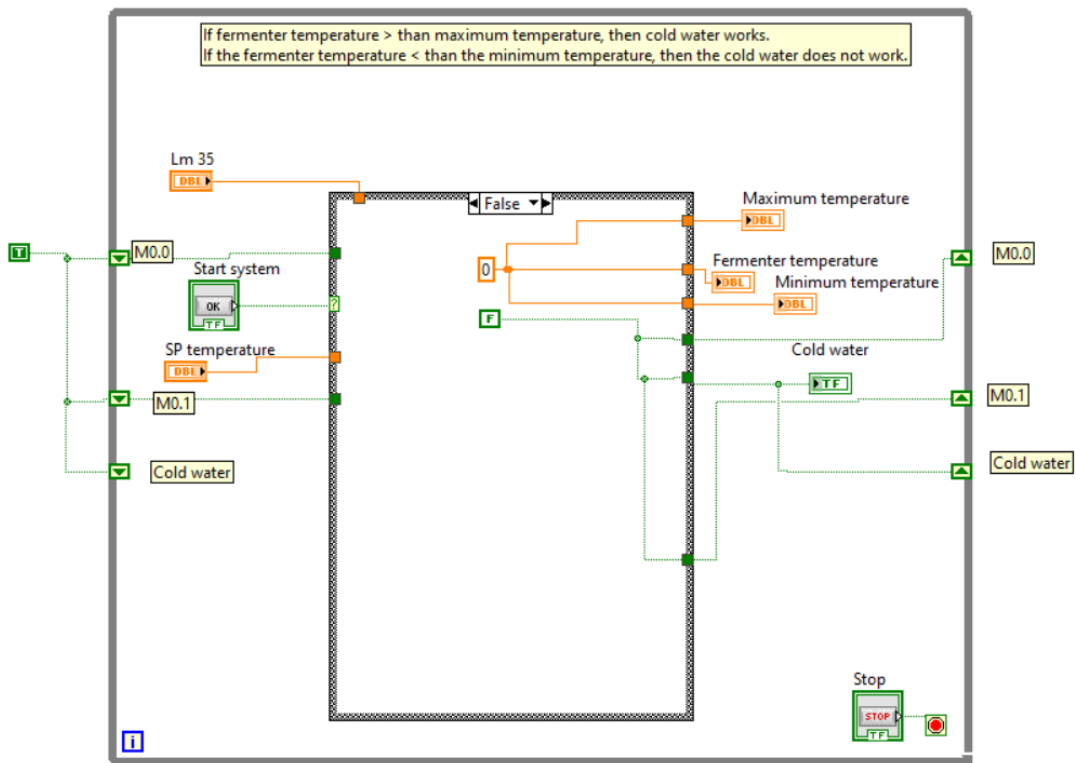 If fermenter temperature > than maximum temperature, then cold water works.
If the fermenter temperature < than the minimum temperature, then the cold water does not work.
Lm 35
DBL
False
Maximum temperature
DBL
T
M0.0
M0.0
Start system
OK
TF
?
0
Fermenter temperature
DBL
Minimum temperature
DBL
F
SP temperature
DBL
Cold water
TF
M0.1
M0.1
Cold water
Cold water
Stop
STOP
TF
i